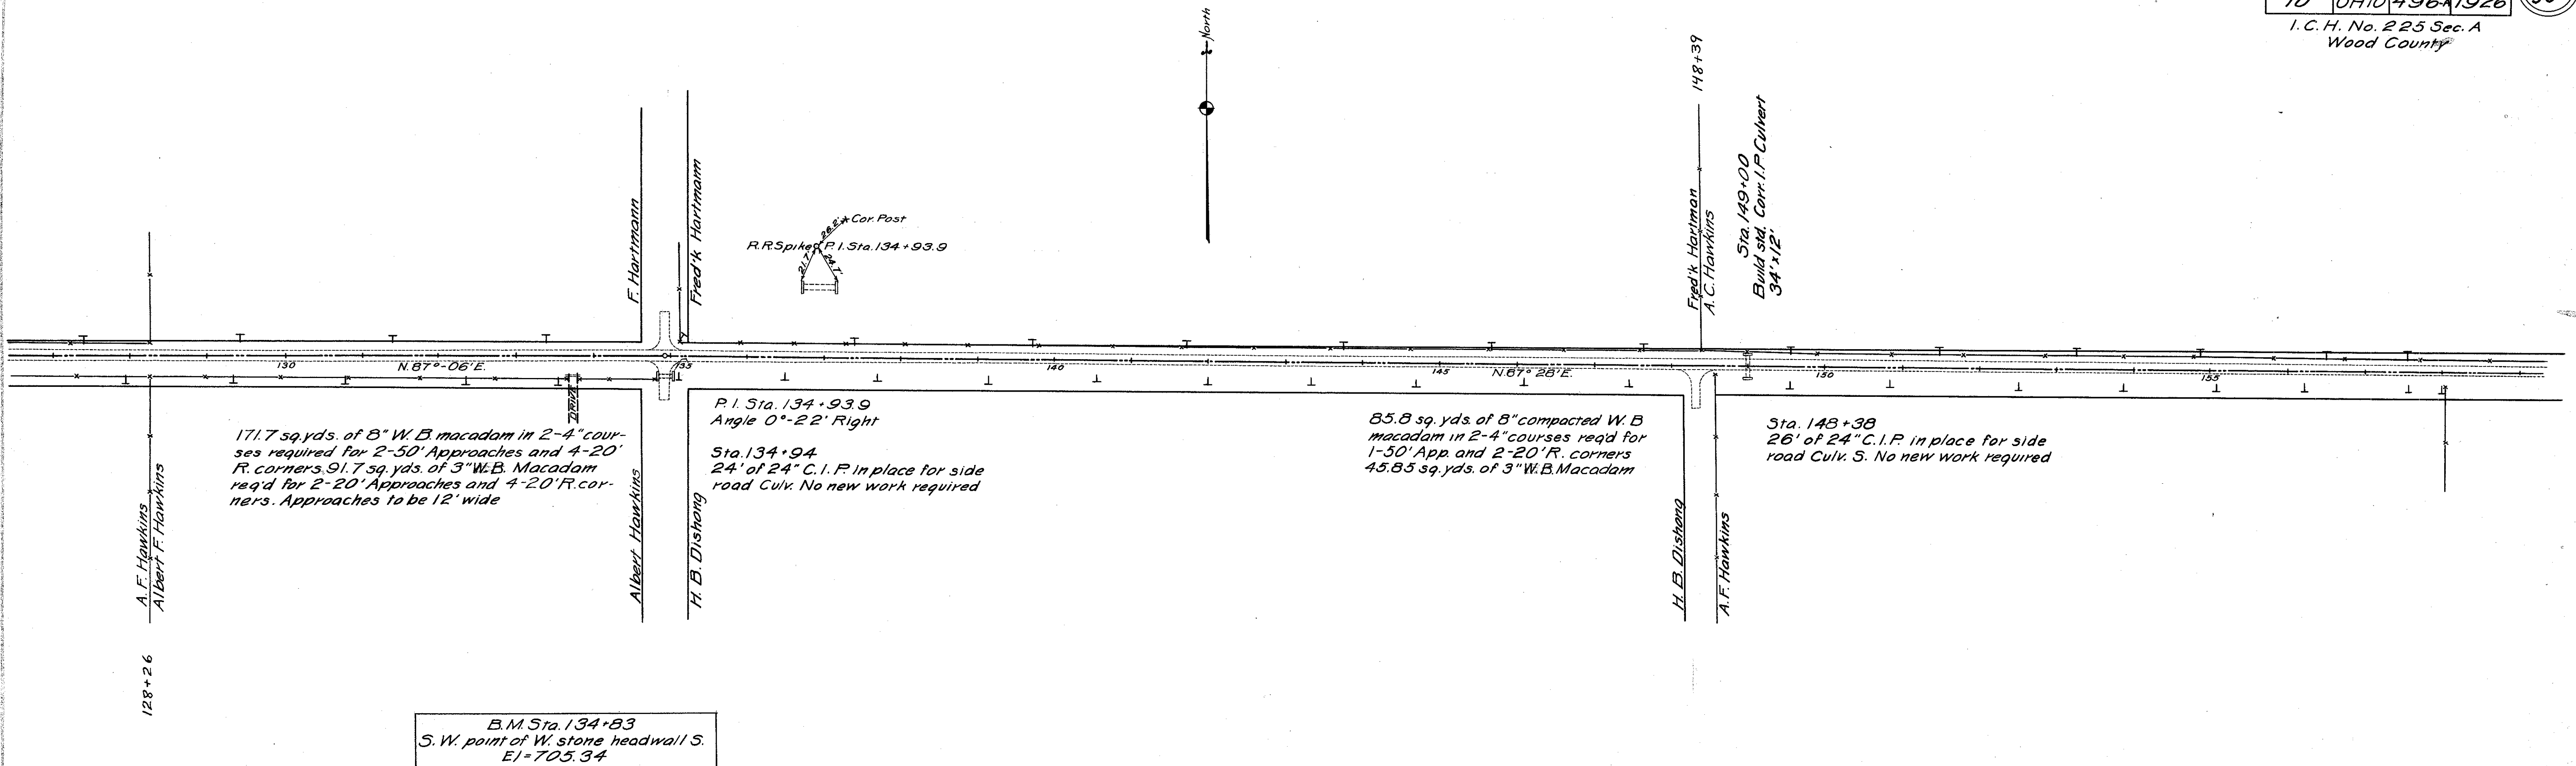 10 OHIO 496-A 1926
I.C.H. No. 225 Sec. A
Wood County
North
148+39
Fred'k Hartman
A.C. Hawkins
Sta. 149+00
Build std. Corr. I.P. Culvert
34'x12'
F. Hartmann
Fred'k Hartmann
26.2'
Cor. Post
R.R. Spike
P.I. Sta. 134+93.9
21.7'
24.7'
130
N. 87°-06'E.
135
140
145
N. 87° 28'E.
150
155
Drive
171.7 sq. yds. of 8" W.B. macadam in 2-4" cour-
ses required for 2-50' Approaches and 4-20'
R. corners. 91.7 sq. yds. of 3" W.B. Macadam
req'd for 2-20' Approaches and 4-20' R. cor-
ners. Approaches to be 12' wide
P.I. Sta. 134+93.9
Angle 0°-22' Right
Sta. 134+94
24' of 24" C.I.P. in place for side
road Culv. No new work required
85.8 sq. yds. of 8" compacted W.B
macadam in 2-4" courses req'd for
1-50' App. and 2-20' R. corners
45.85 sq. yds. of 3" W.B. Macadam
Sta. 148+38
26' of 24" C.I.P. in place for side
road Culv. S. No new work required
A.F. Hawkins
Albert F. Hawkins
Albert Hawkins
H. B. Dishong
H. B. Dishong
A.F. Hawkins
128+26
B.M. Sta. 134+83
S.W. point of W. stone headwall S.
El=705.34